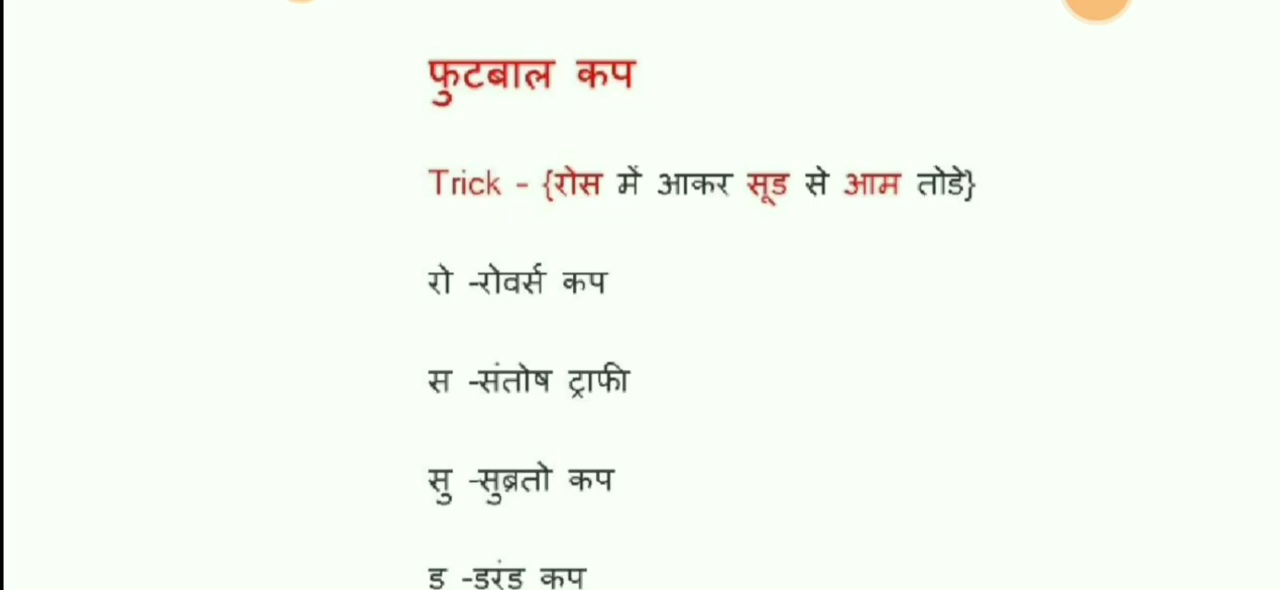 फुटबाल कप
Trick - {रोस में आकर सूड से आम तोडे}
रो -रोवर्स कप
स -संतोष ट्राफी
सु -सुब्रतो कप
ड -डरंड कप